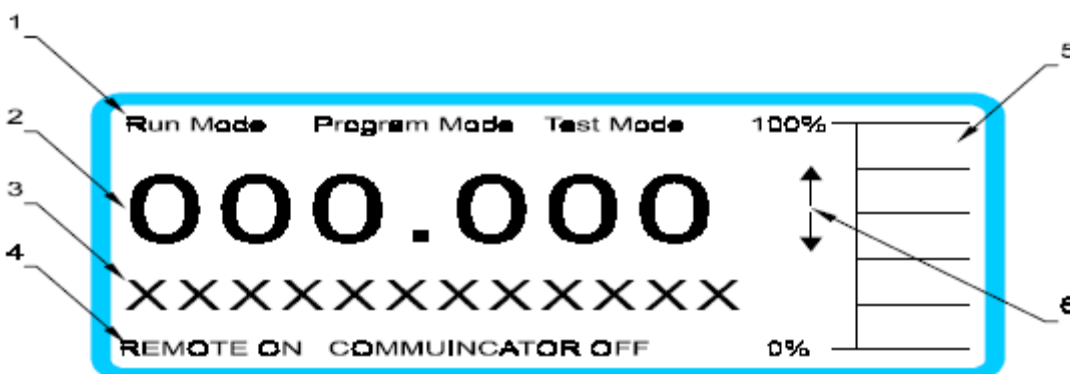 1
5
Run Mode Program Mode Test Mode 100%
2
000.000
3
XXXXXXXXXXXXX
4
REMOTE ON COMMUINCATOR OFF 0%
6